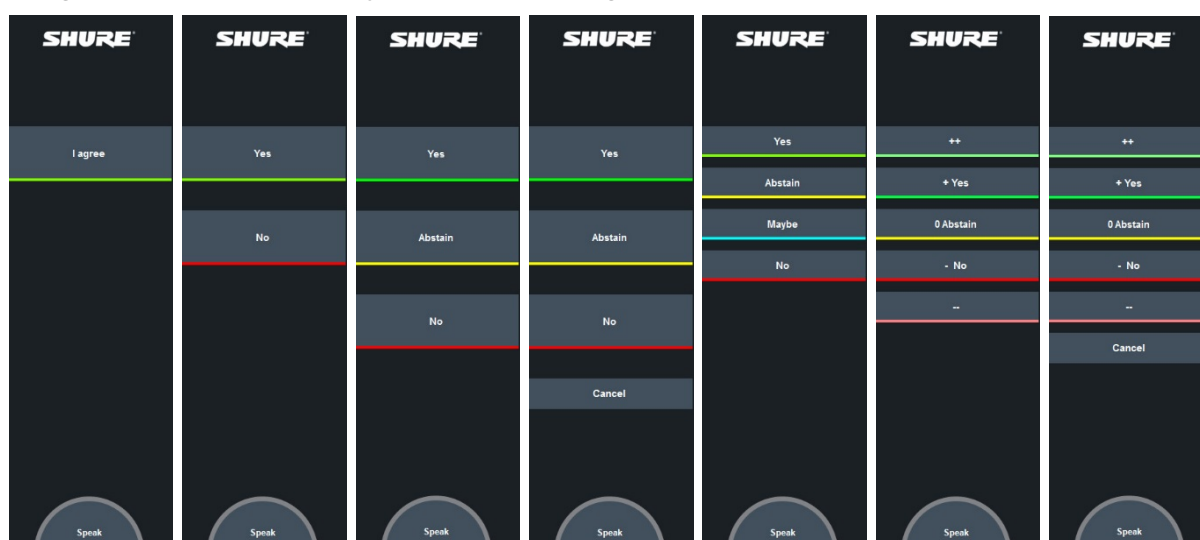 SHURE
I agree
Speak
SHURE
Yes
No
Speak
SHURE
Yes
Abstain
No
Speak
SHURE
Yes
Abstain
No
Cancel
Speak
SHURE
Yes
Abstain
Maybe
No
Speak
SHURE
++
+ Yes
0 Abstain
- No
--
Speak
SHURE
++
+ Yes
0 Abstain
- No
--
Cancel
Speak